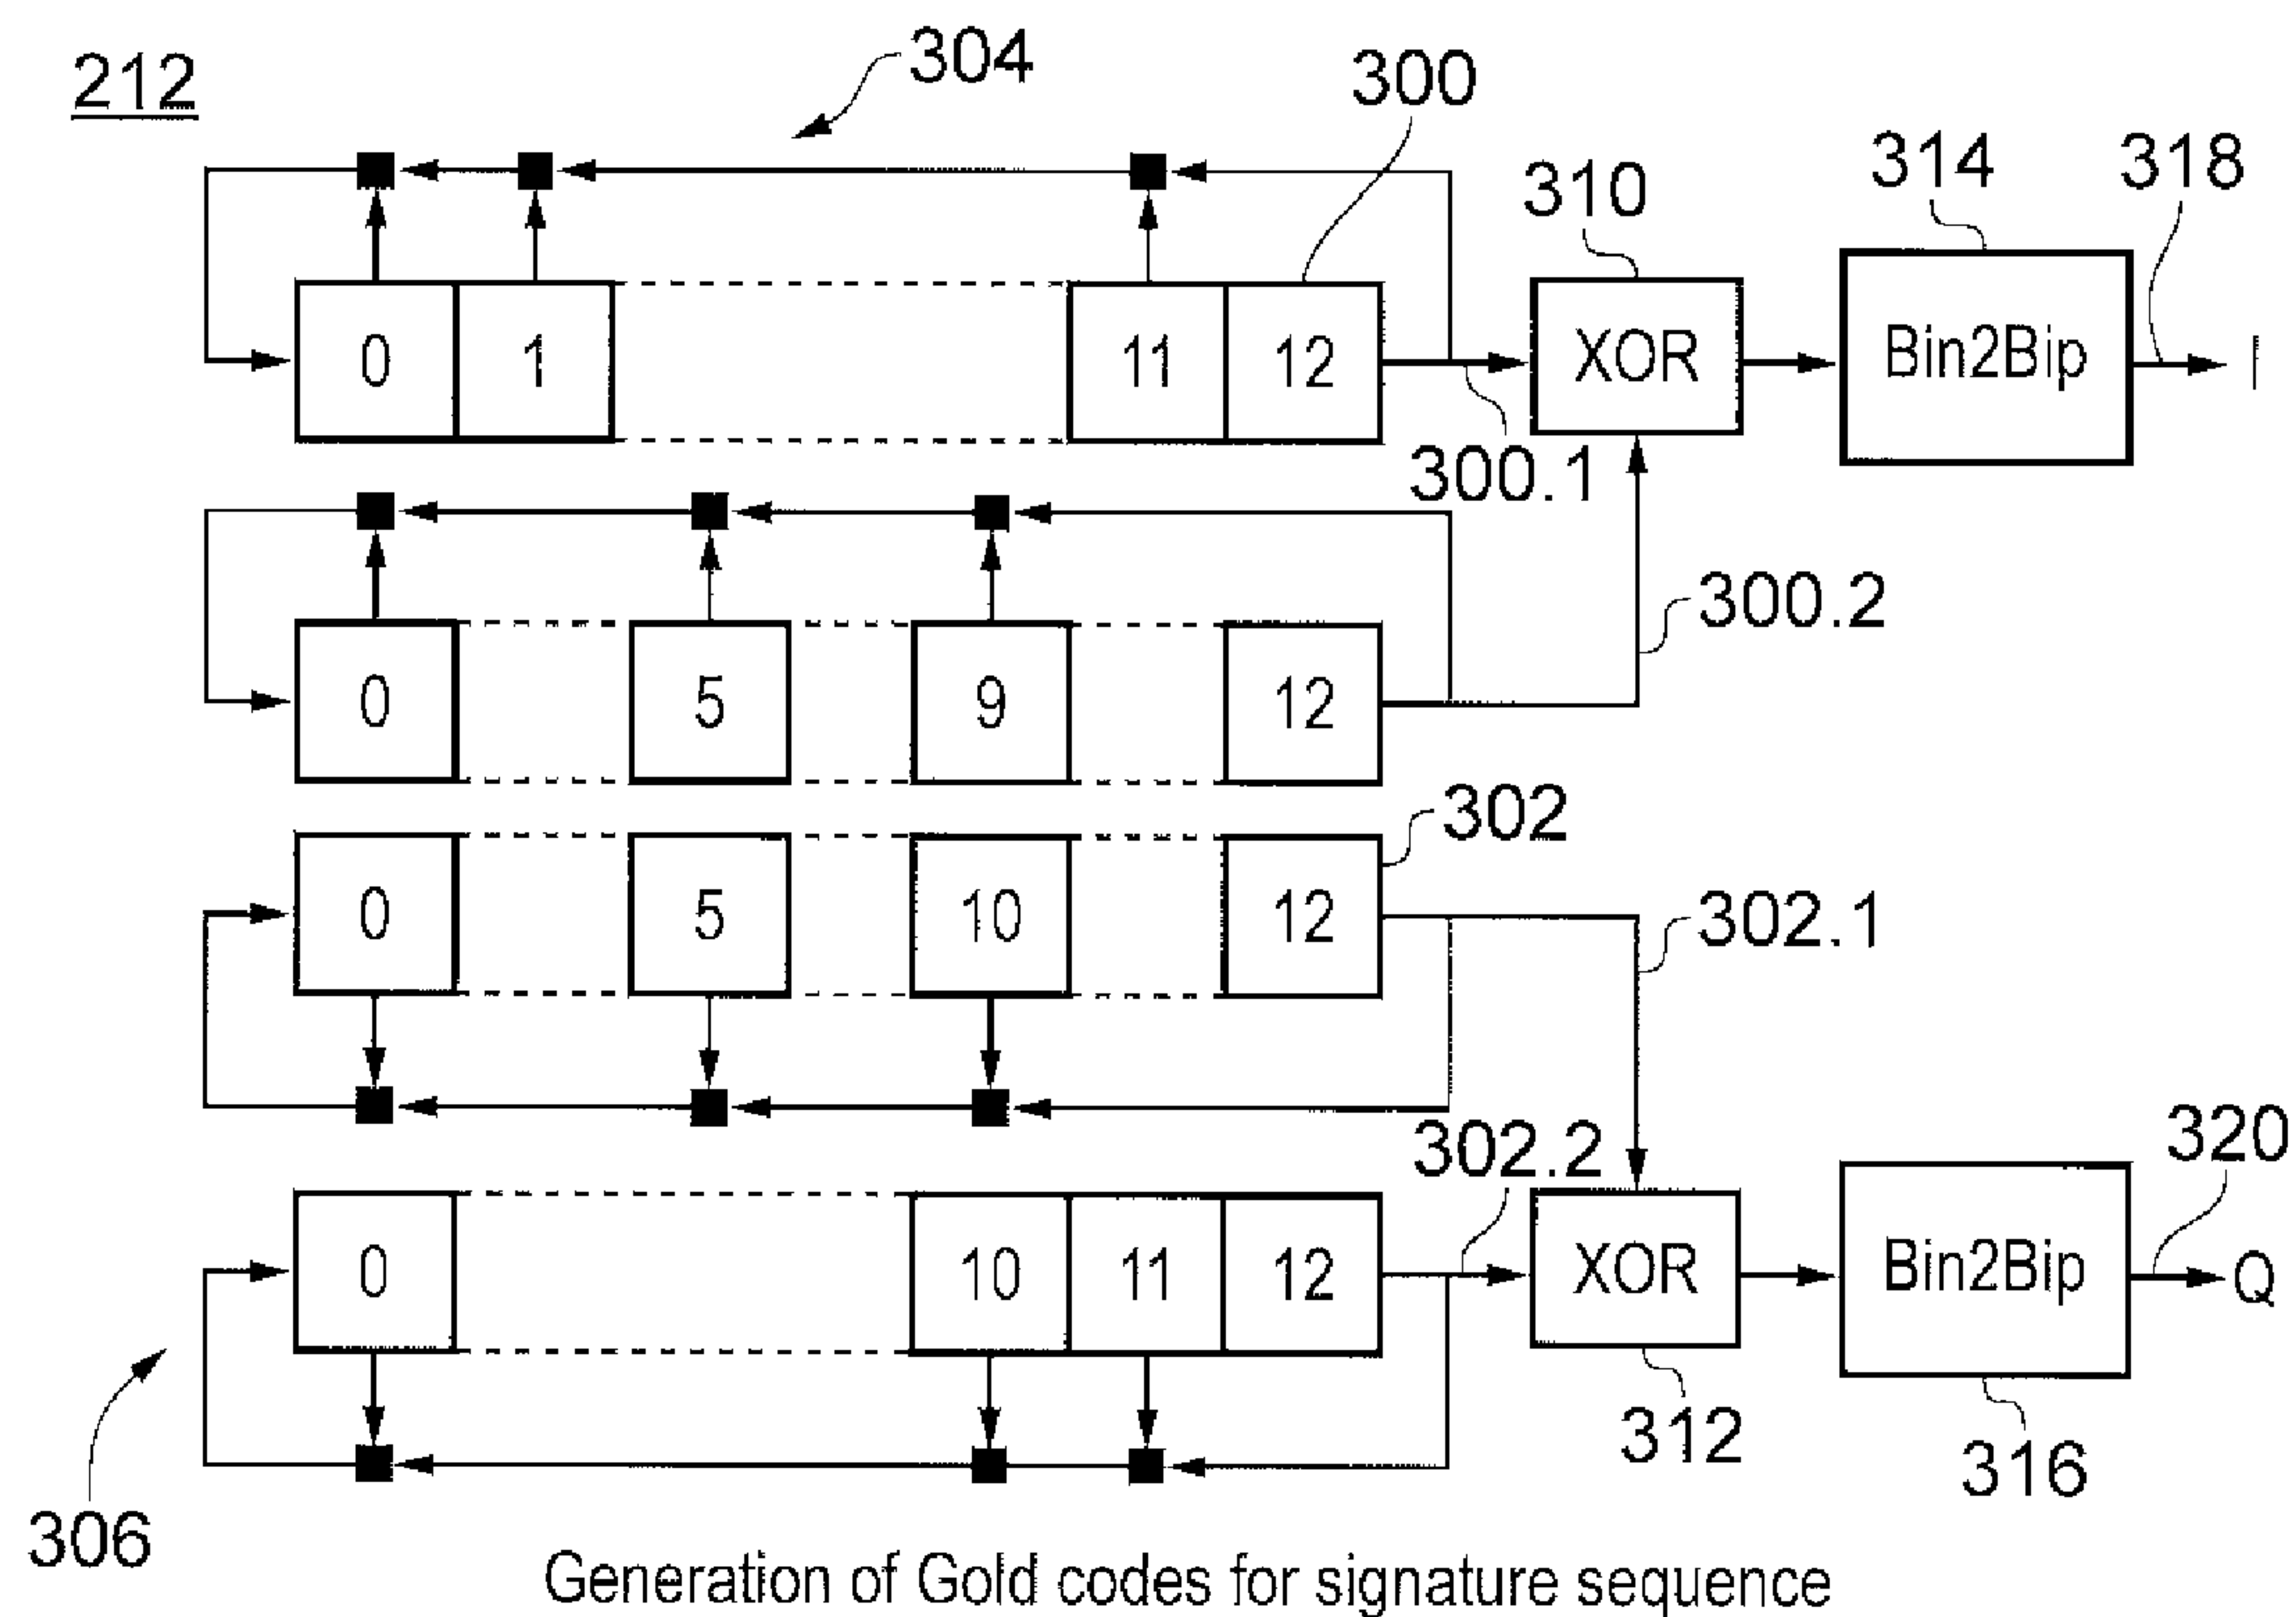 212
304
300
310
314
318
0 1 11 12
XOR
Bin2Bip
I
300.1
0 5 9 12
300.2
0 5 10 12
302
302.1
302.2
320
0 10 11 12
XOR
Bin2Bip
Q
312
316
306
Generation of Gold codes for signature sequence